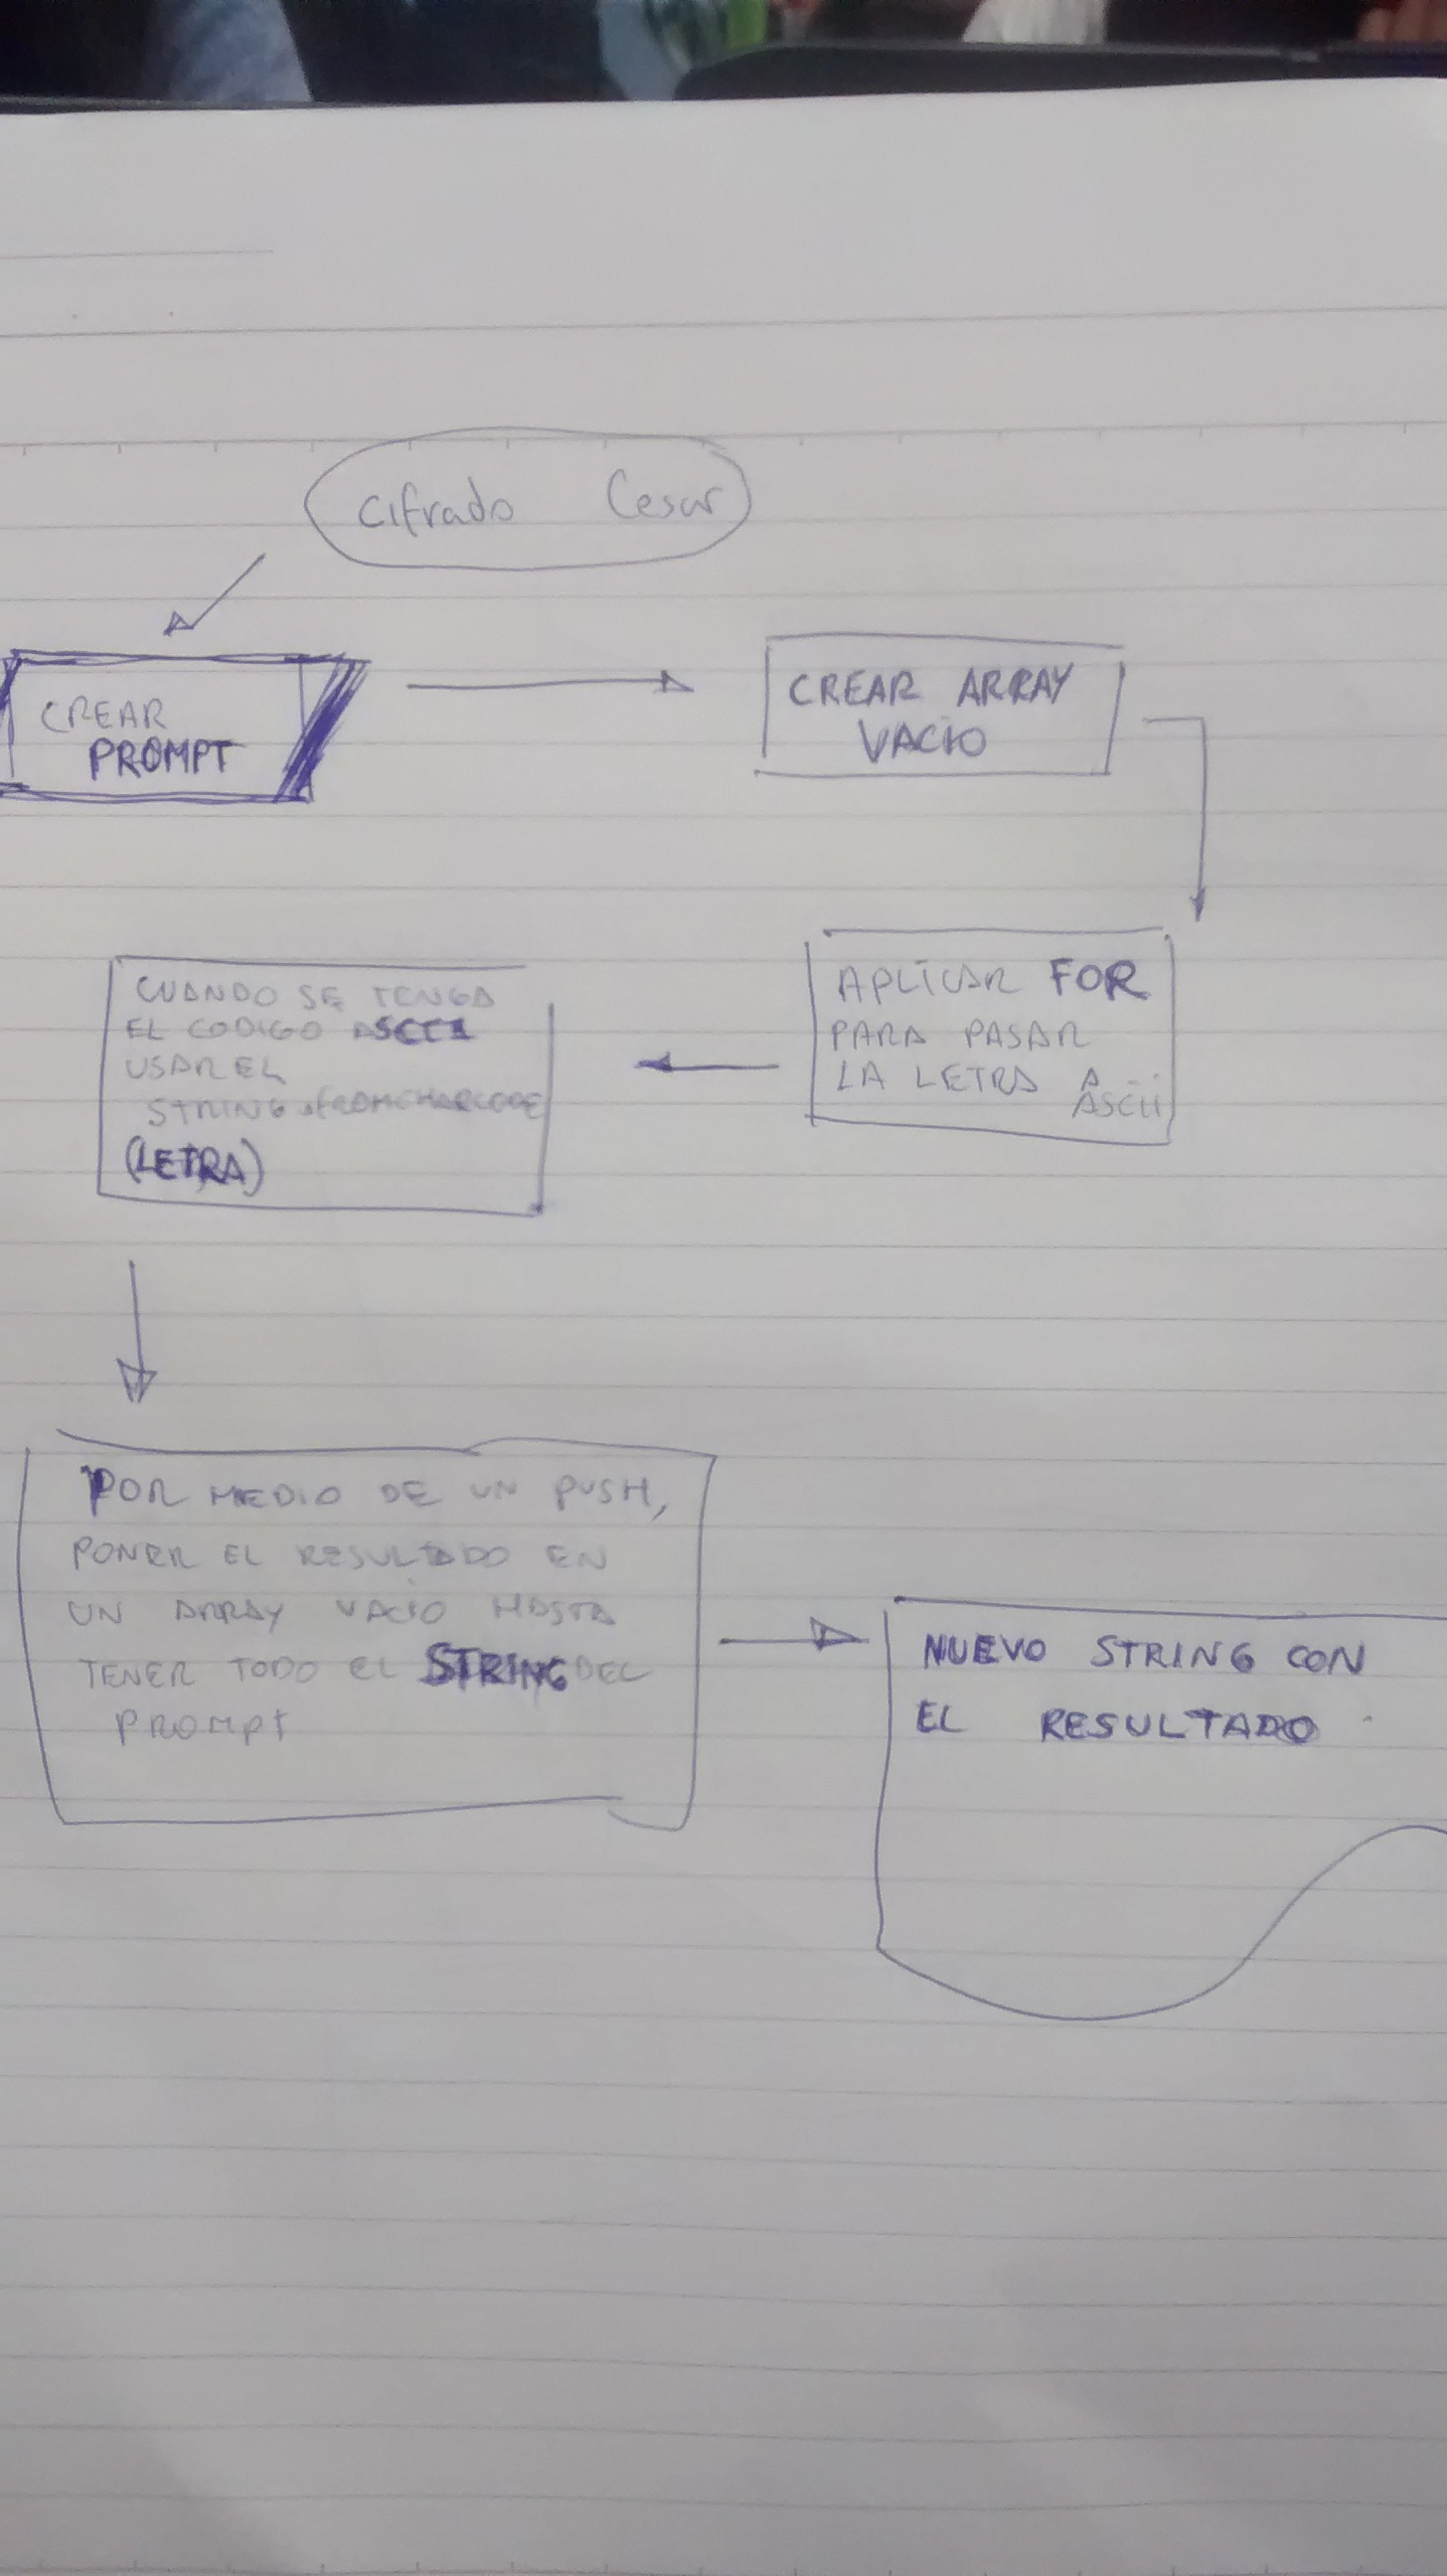 Cifrado Cesar
CREAR
PROMPT
CREAR ARRAY
VACIO
APLICAR FOR
PARA PASAR
LA LETRA A
ASCII
CUANDO SE TENGA
EL CODIGO ASCCI
USAR EL
STRING.FROMCHARCODE
(LETRA)
POR MEDIO DE UN PUSH,
PONER EL RESULTADO EN
UN ARRAY VACIO HASTA
TENER TODO EL STRING DEL
PROMPT
NUEVO STRING CON
EL RESULTADO